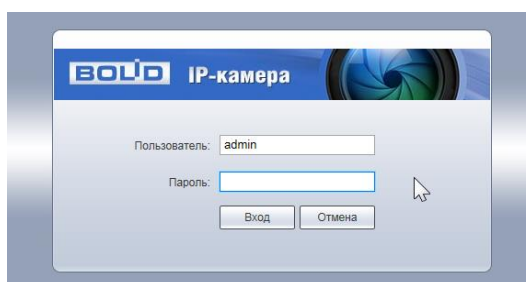 BOLID IP-камера
Пользователь: admin
Пароль:
Вход Отмена